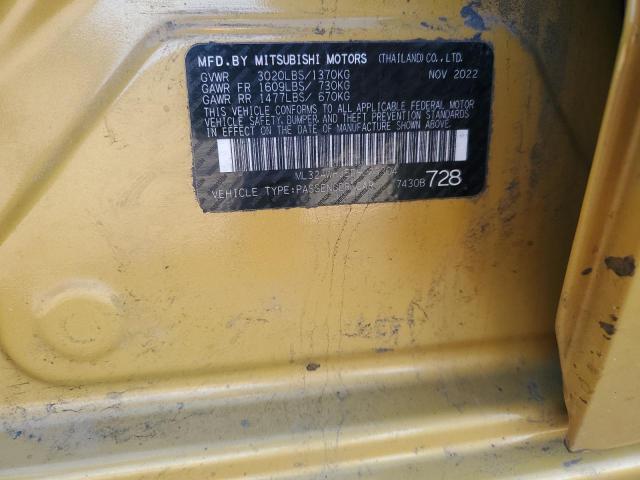 MFD. BY MITSUBISHI MOTORS (THAILAND) CO., LTD.
GVWR 3020LBS/1370KG NOV 2022
GAWR FR 1609LBS/ 730KG
GAWR RR 1477LBS/ 670KG
THIS VEHICLE CONFORMS TO ALL APPLICABLE FEDERAL MOTOR
VEHICLE SAFETY, BUMPER, AND THEFT PREVENTION STANDARDS
IN EFFECT ON THE DATE OF MANUFACTURE SHOWN ABOVE.
VEHICLE TYPE:PASSENGER CAR 7430B 728